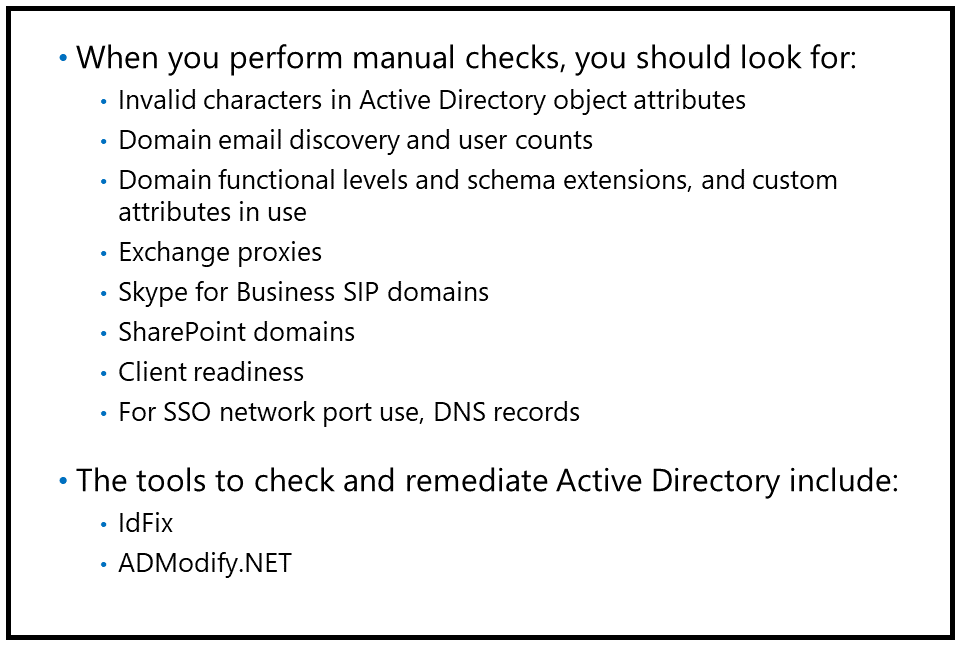 • When you perform manual checks, you should look for:
• Invalid characters in Active Directory object attributes
• Domain email discovery and user counts
• Domain functional levels and schema extensions, and custom
attributes in use
• Exchange proxies
• Skype for Business SIP domains
• SharePoint domains
• Client readiness
• For SSO network port use, DNS records
• The tools to check and remediate Active Directory include:
• IdFix
• ADModify.NET